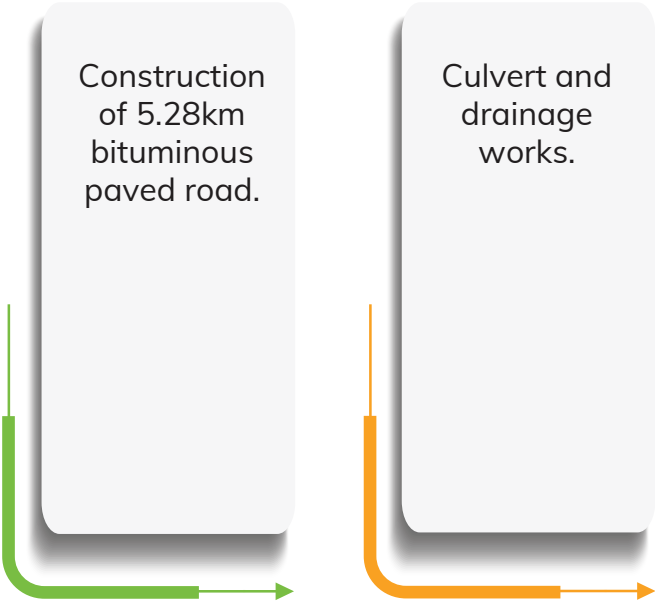 Construction
of 5.28km
bituminous
paved road.
Culvert and
drainage
works.